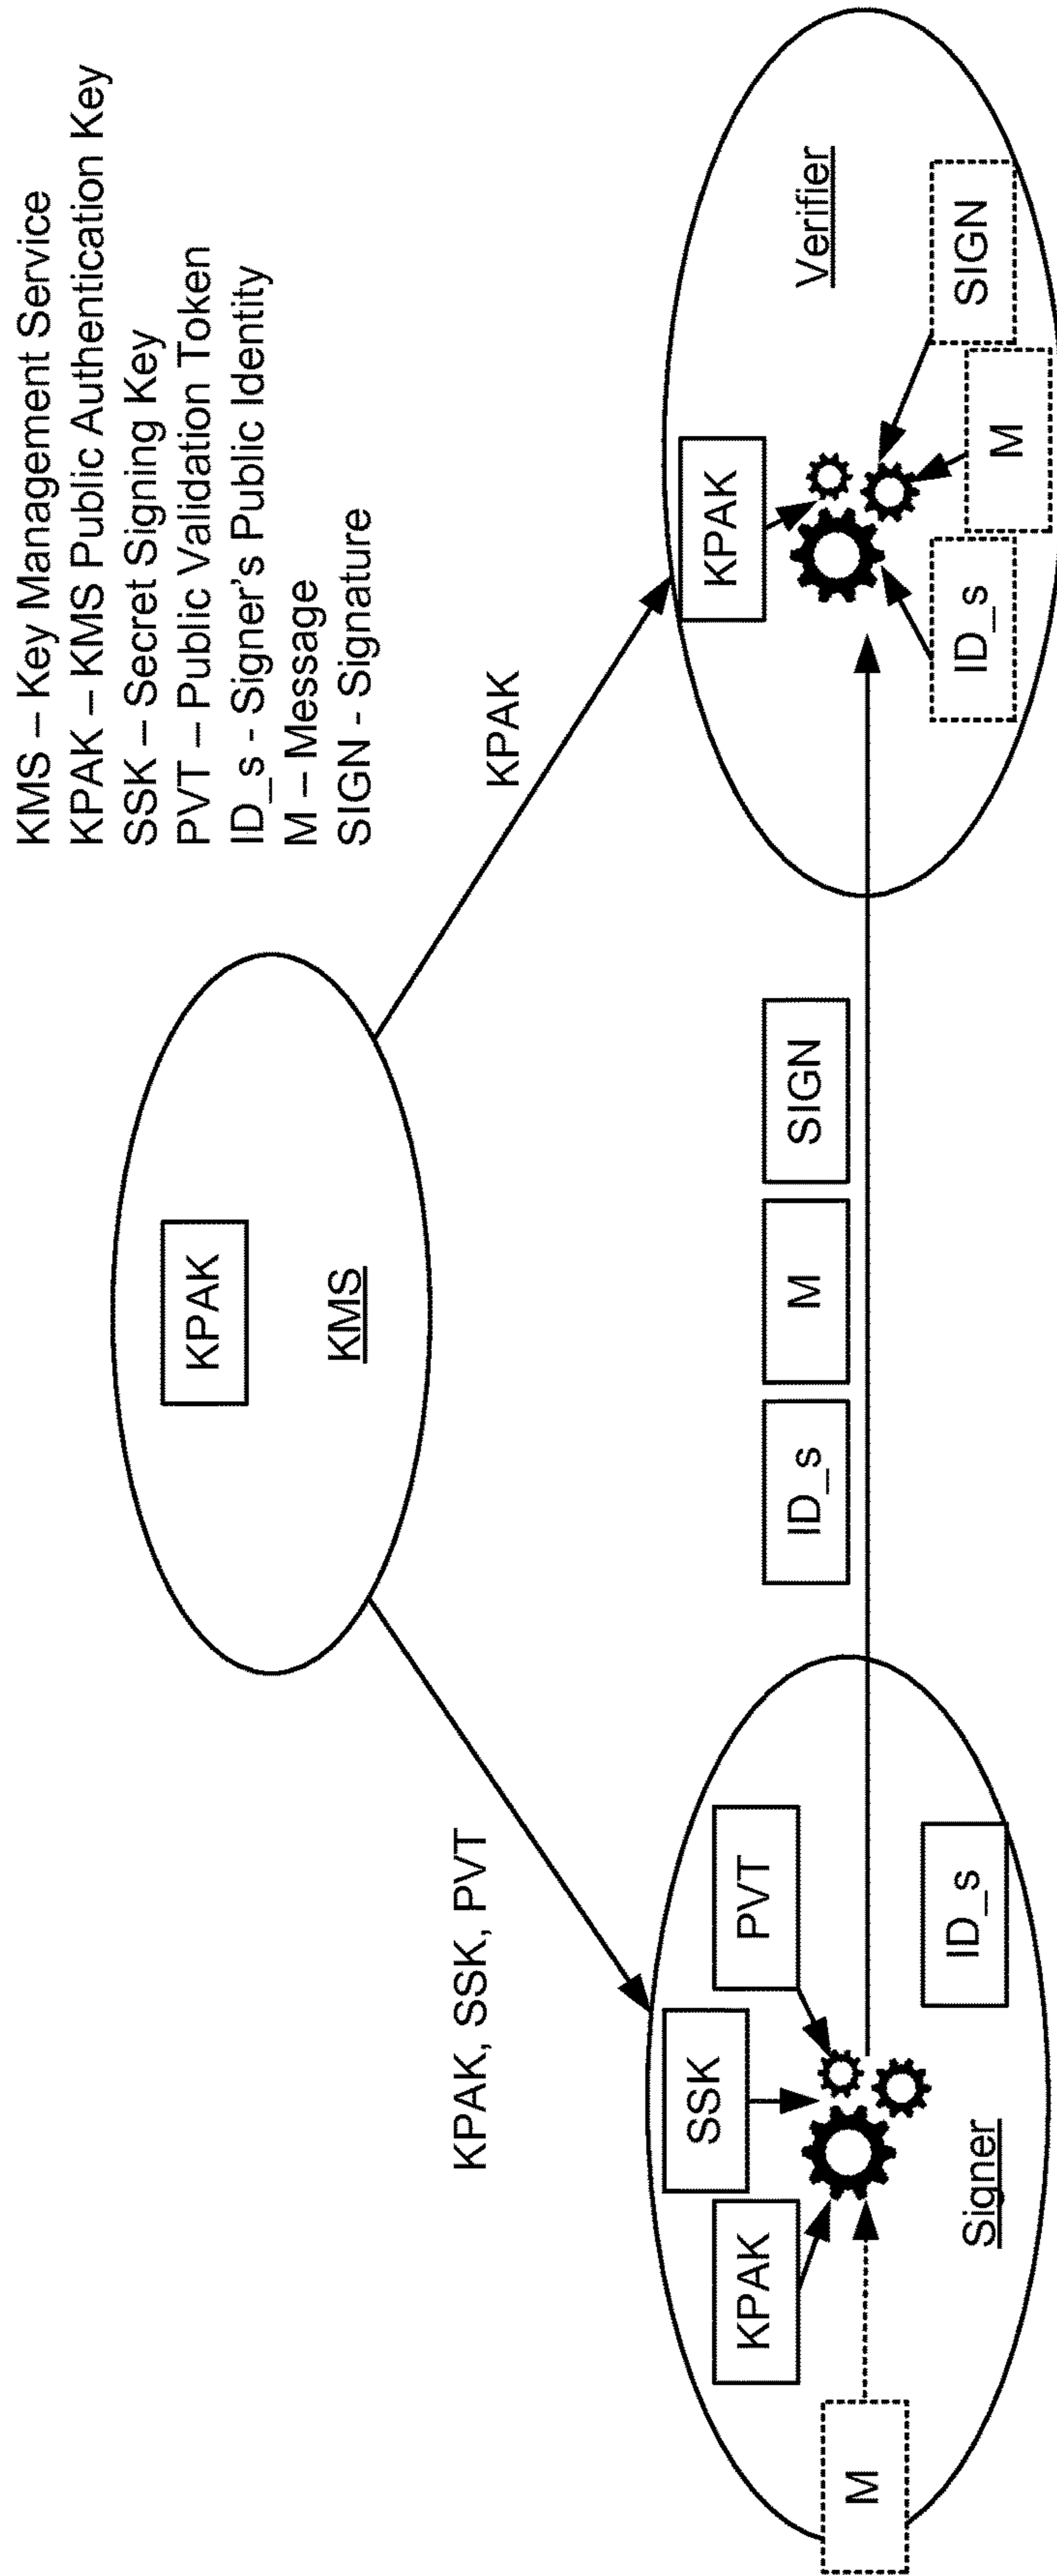 KMS – Key Management Service
KPAK – KMS Public Authentication Key
SSK – Secret Signing Key
PVT – Public Validation Token
ID_s - Signer's Public Identity
M – Message
SIGN - Signature
KPAK
KMS
KPAK, SSK, PVT
KPAK
M
KPAK
SSK
PVT
ID_s
Signer
ID_s
M
SIGN
KPAK
Verifier
ID_s
M
SIGN